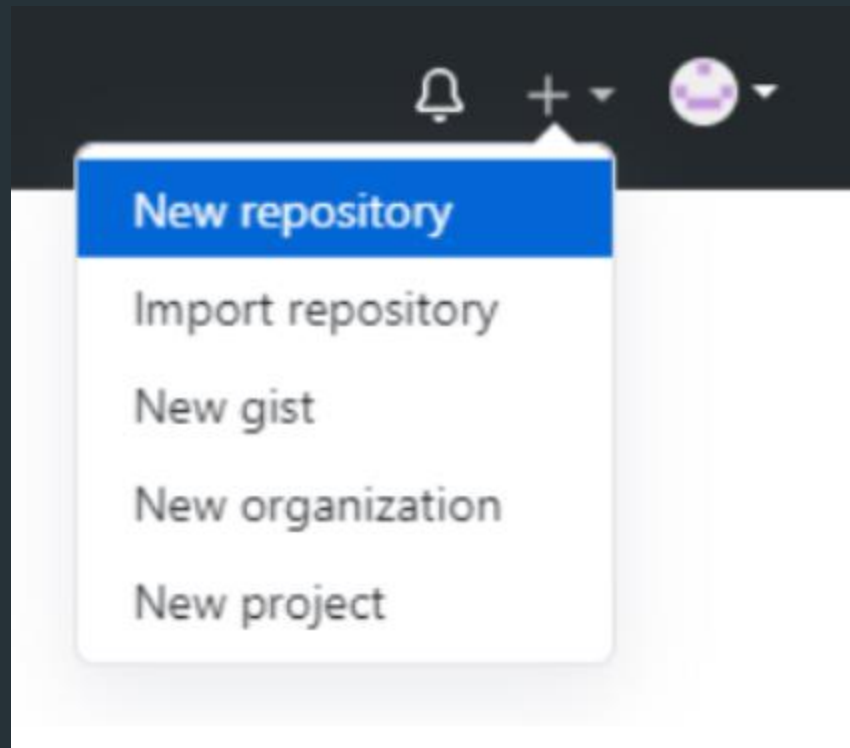 New repository
Import repository
New gist
New organization
New project